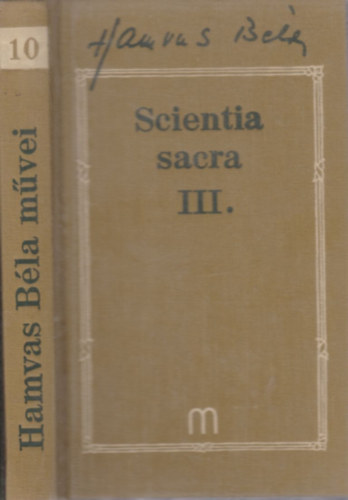 10
Hamvas Béla művei
Hamvas Béla
Scientia
sacra
III.
m